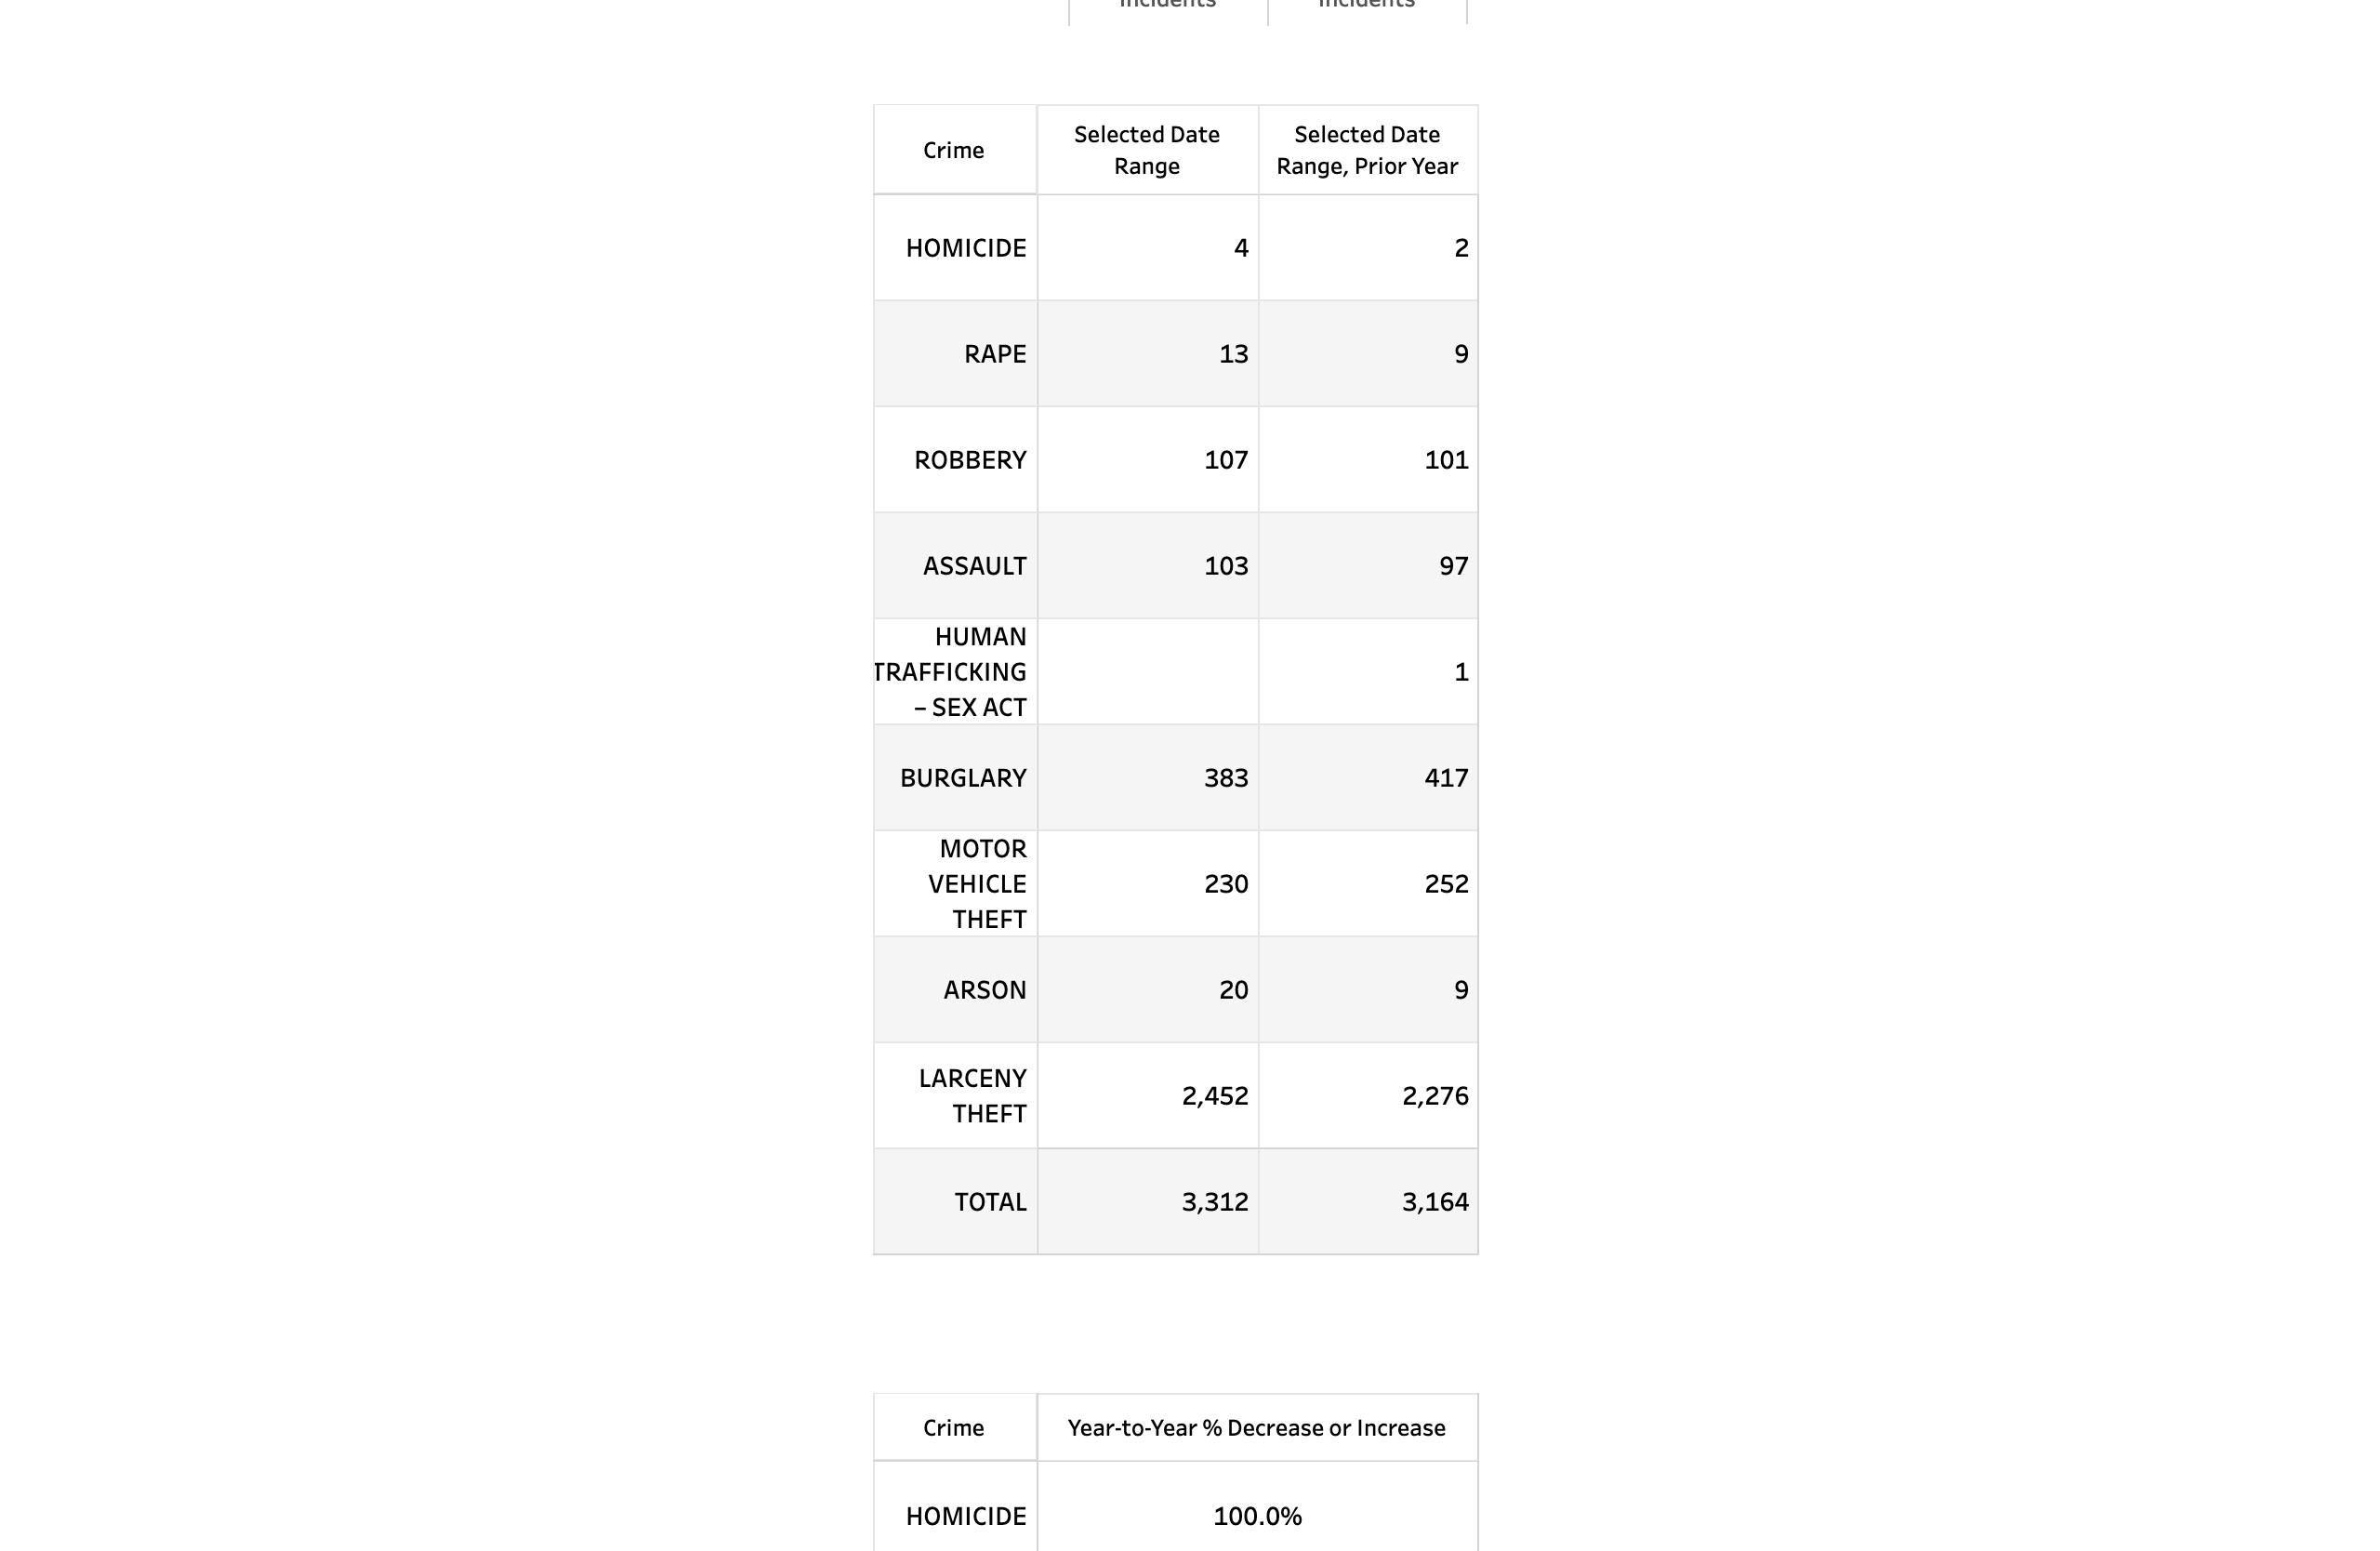 Incidents Incidents
Crime
Selected Date
Range
Selected Date
Range, Prior Year
HOMICIDE 4 2
RAPE 13 9
ROBBERY 107 101
ASSAULT 103 97
HUMAN
TRAFFICKING
– SEX ACT
1
BURGLARY 383 417
MOTOR
VEHICLE
THEFT
230 252
ARSON 20 9
LARCENY
THEFT
2,452 2,276
TOTAL 3,312 3,164
Crime Year-to-Year % Decrease or Increase
HOMICIDE 100.0%